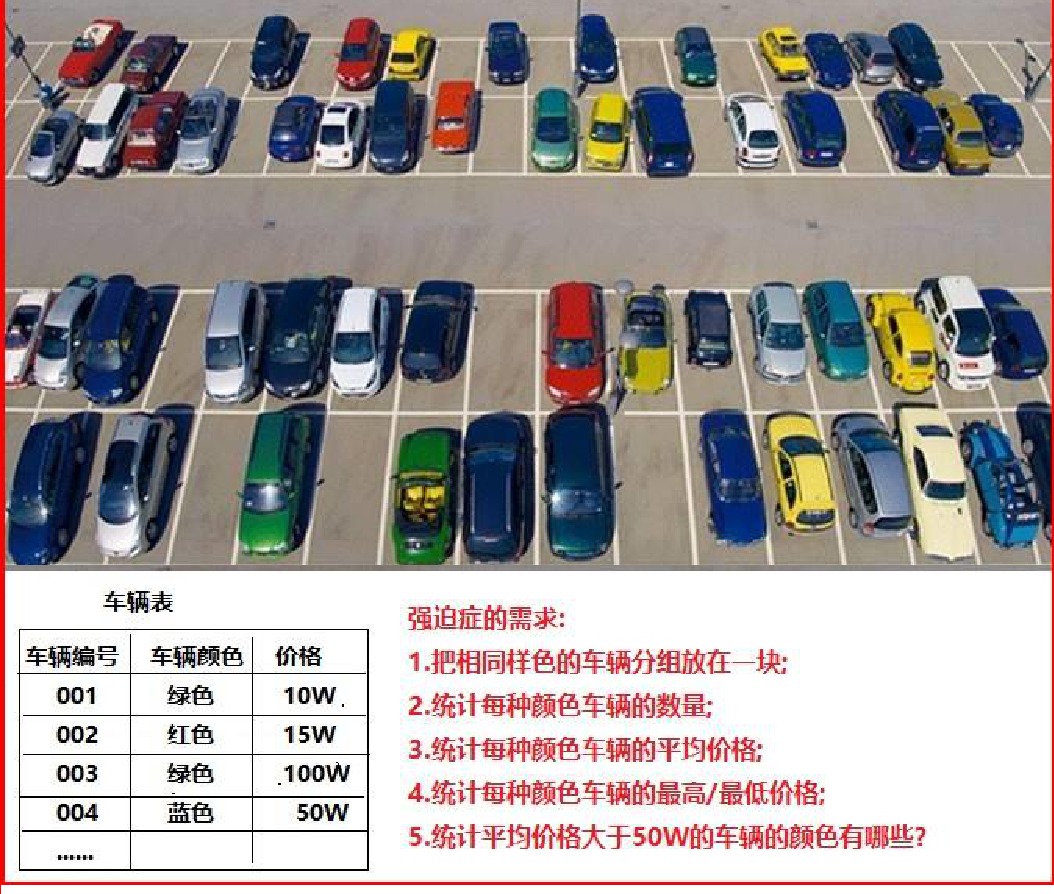 车辆表
车辆编号 车辆颜色 价格
001 绿色 10W
002 红色 15W
003 绿色 100W
004 蓝色 50W
......
强迫症的需求:
1.把相同样色的车辆分组放在一块;
2.统计每种颜色车辆的数量;
3.统计每种颜色车辆的平均价格;
4.统计每种颜色车辆的最高/最低价格;
5.统计平均价格大于50W的车辆的颜色有哪些?